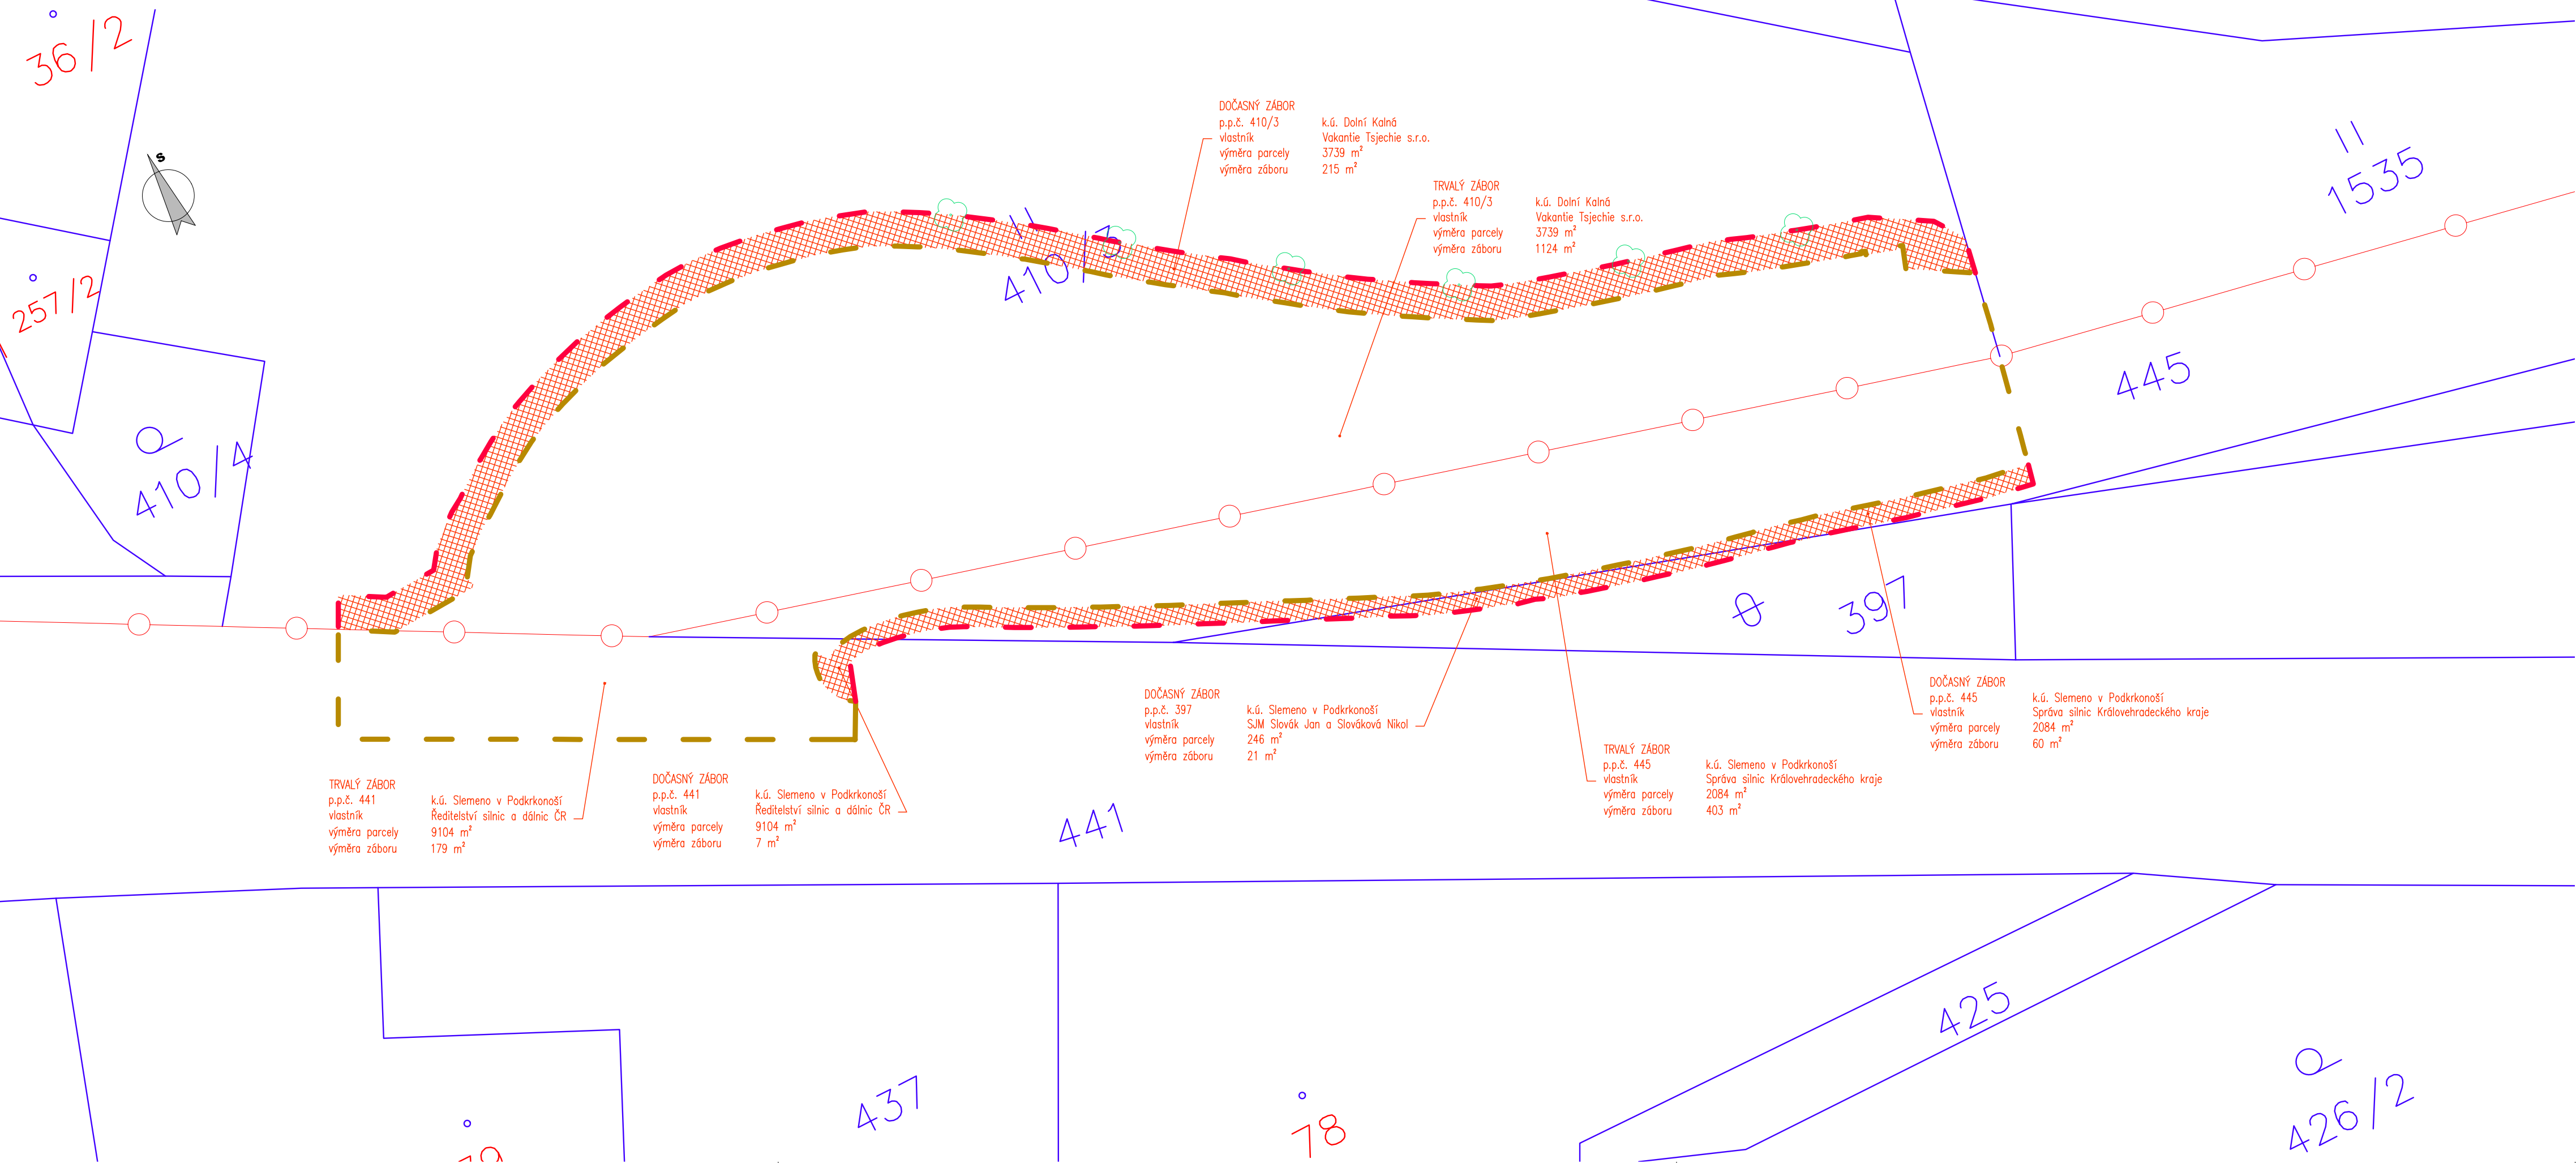 36/2
S
257/2
410/4
DOČASNÝ ZÁBOR
p.p.č. 410/3 k.ú. Dolní Kalná
vlastník Vakantie Tsjechie s.r.o.
výměra parcely 3739 m²
výměra záboru 215 m²
TRVALÝ ZÁBOR
p.p.č. 410/3 k.ú. Dolní Kalná
vlastník Vakantie Tsjechie s.r.o.
výměra parcely 3739 m²
výměra záboru 1124 m²
410/3
1535
445
397
DOČASNÝ ZÁBOR
p.p.č. 445 k.ú. Slemeno v Podkrkonoší
vlastník Správa silnic Královehradeckého kraje
výměra parcely 2084 m²
výměra záboru 60 m²
DOČASNÝ ZÁBOR
p.p.č. 397 k.ú. Slemeno v Podkrkonoší
vlastník SJM Slovák Jan a Slováková Nikol
výměra parcely 246 m²
výměra záboru 21 m²
TRVALÝ ZÁBOR
p.p.č. 445 k.ú. Slemeno v Podkrkonoší
vlastník Správa silnic Královehradeckého kraje
výměra parcely 2084 m²
výměra záboru 403 m²
TRVALÝ ZÁBOR
p.p.č. 441 k.ú. Slemeno v Podkrkonoší
vlastník Ředitelství silnic a dálnic ČR
výměra parcely 9104 m²
výměra záboru 179 m²
DOČASNÝ ZÁBOR
p.p.č. 441 k.ú. Slemeno v Podkrkonoší
vlastník Ředitelství silnic a dálnic ČR
výměra parcely 9104 m²
výměra záboru 7 m²
441
425
437
78
426/2